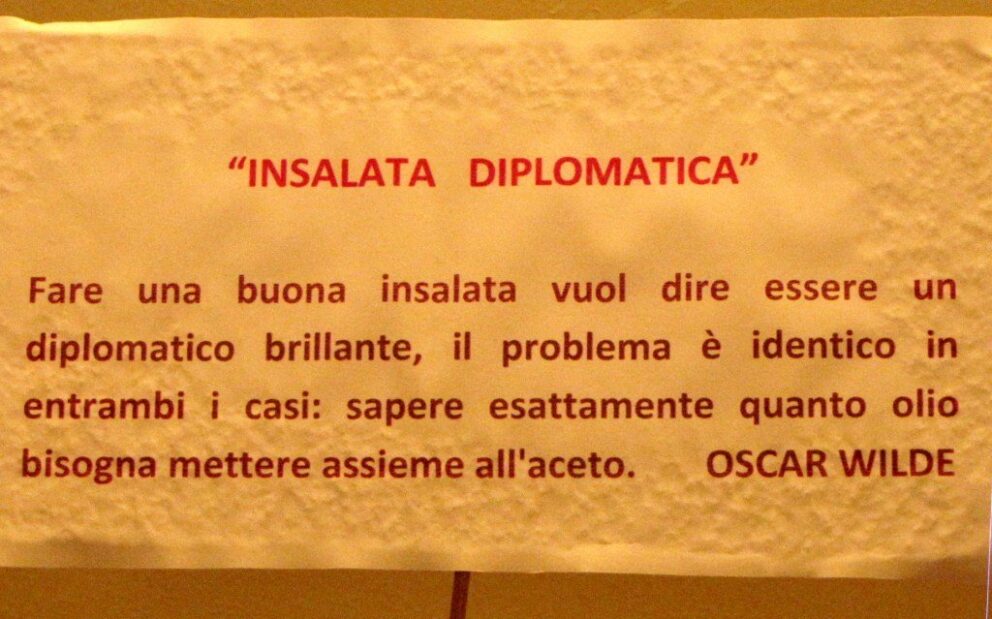 “INSALATA DIPLOMATICA”
Fare una buona insalata vuol dire essere un
diplomatico brillante, il problema è identico in
entrambi i casi: sapere esattamente quanto olio
bisogna mettere assieme all'aceto. OSCAR WILDE